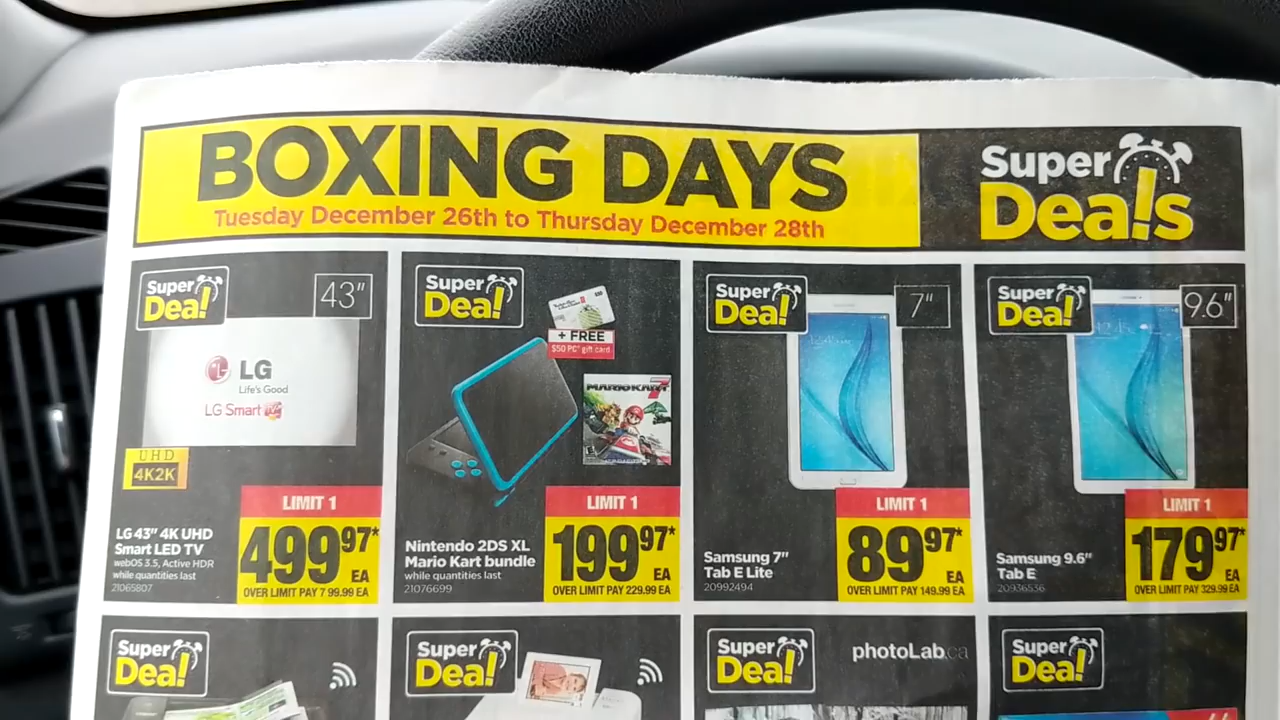 BOXING DAYS
Tuesday December 26th to Thursday December 28th
Super
Deals
Super
Deal!
43"
LG
Life's Good
LG Smart TV
UHD
4K2K
LIMIT 1
499 97*
EA
OVER LIMIT PAY 799.99 EA
LG 43" 4K UHD
Smart LED TV
webOS 3.5, Active HDR
while quantities last
21065807
Super
Deal!
$50
+ FREE
$50 PC® gift card
MARIOKART 7
LIMIT 1
199 97*
EA
OVER LIMIT PAY 229.99 EA
Nintendo 2DS XL
Mario Kart bundle
while quantities last
21076699
Super
Deal!
7"
LIMIT 1
89 97*
EA
OVER LIMIT PAY 149.99 EA
Samsung 7"
Tab E Lite
20992494
Super
Deal!
9.6"
LIMIT 1
179 97*
EA
OVER LIMIT PAY 329.99 EA
Samsung 9.6"
Tab E
20936536
Super
Deal!
Super
Deal!
Super
Deal!
photoLab.ca
Super
Deal!